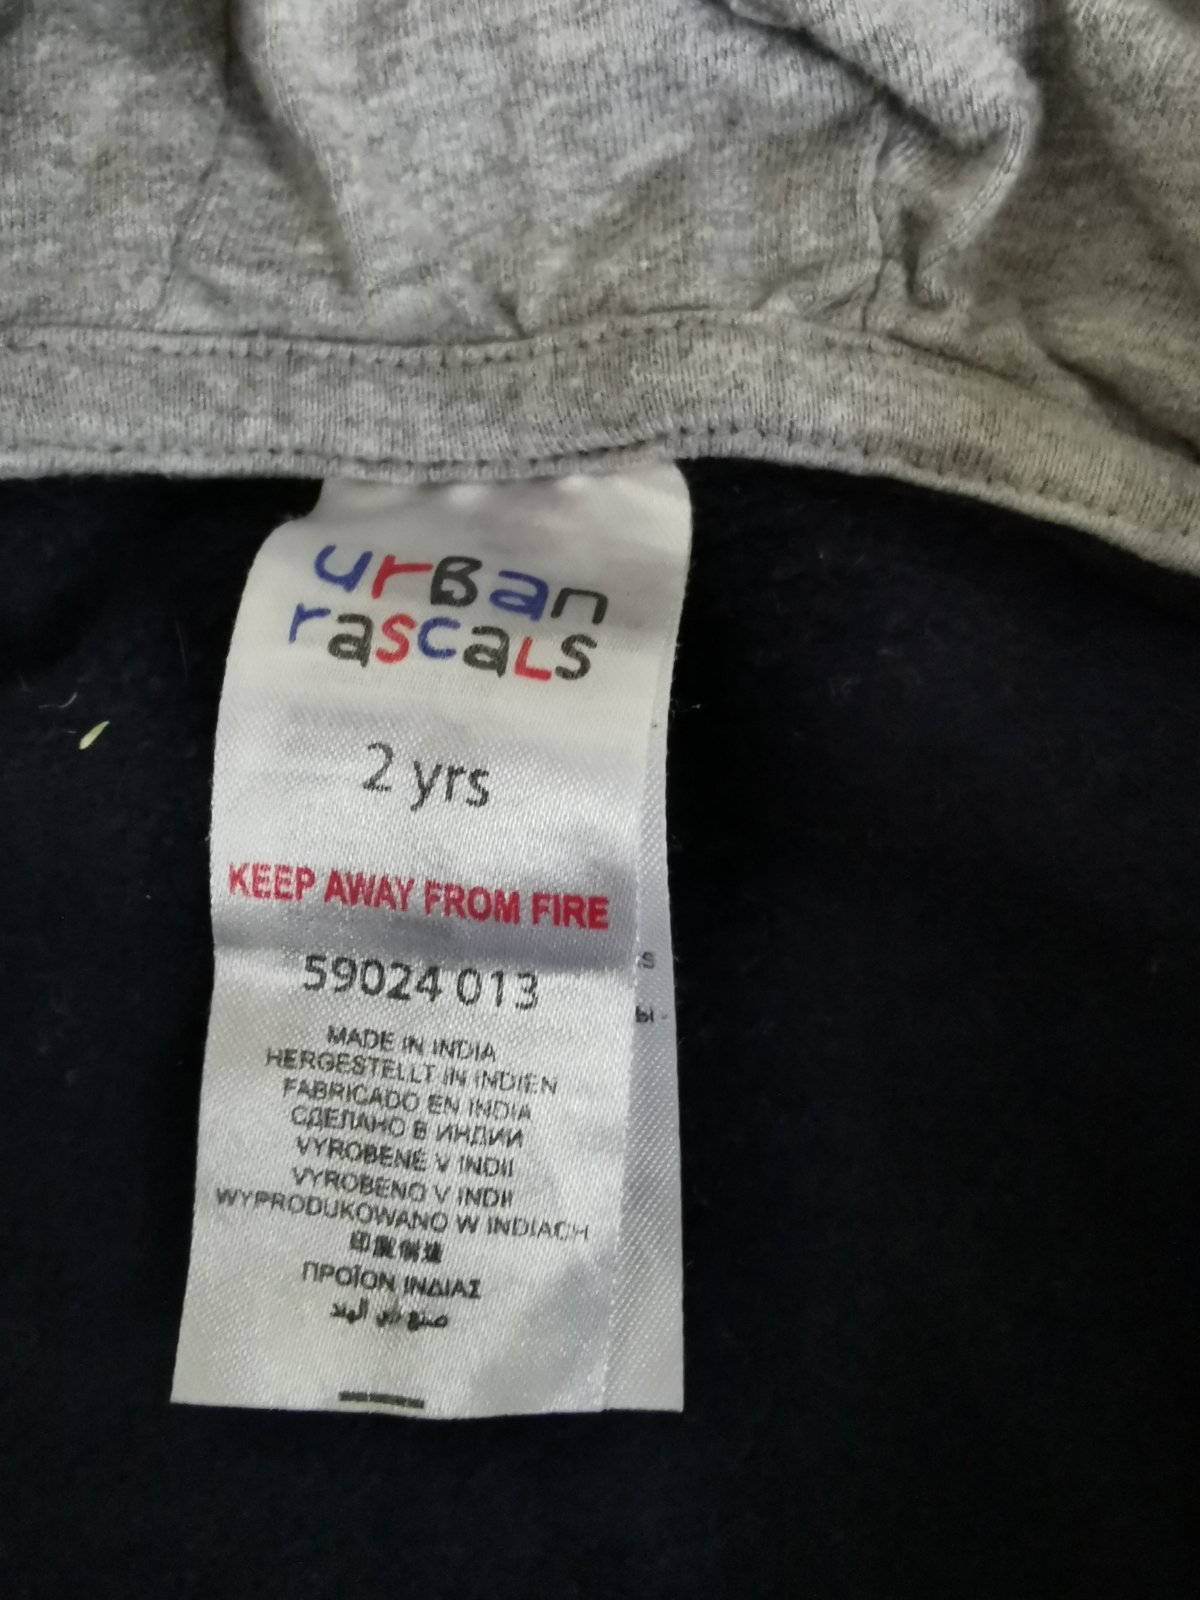 urBan
rascaLs
2 yrs
KEEP AWAY FROM FIRE
59024 013
MADE IN INDIA
HERGESTELLT IN INDIEN
FABRICADO EN INDIA
СДЕЛАНО В ИНДИИ
VYROBENÉ V INDII
VYROBENO V INDII
WYPRODUKOWANO W INDIACH
印度制造
ΠΡΟΪΟΝ ΙΝΔΙΑΣ
صنع في الهند